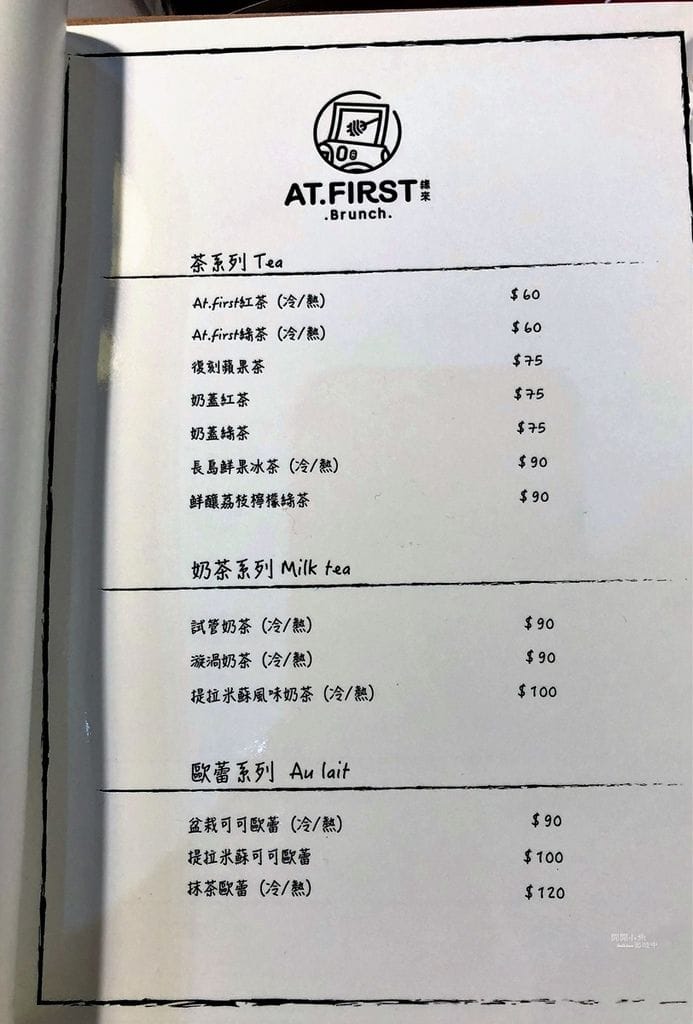 AT.FIRST 緣來
.Brunch.
茶系列 Tea
At.first紅茶（冷/熱） $60
At.first綠茶（冷/熱） $60
復刻蘋果茶 $75
奶蓋紅茶 $75
奶蓋綠茶 $75
長島鮮果冰茶（冷/熱） $90
鮮釀荔枝檸檬綠茶 $90
奶茶系列 Milk tea
試管奶茶（冷/熱） $90
漩渦奶茶（冷/熱） $90
提拉米蘇風味奶茶（冷/熱） $100
歐蕾系列 Au lait
盆栽可可歐蕾（冷/熱） $90
提拉米蘇可可歐蕾 $100
抹茶歐蕾（冷/熱） $120